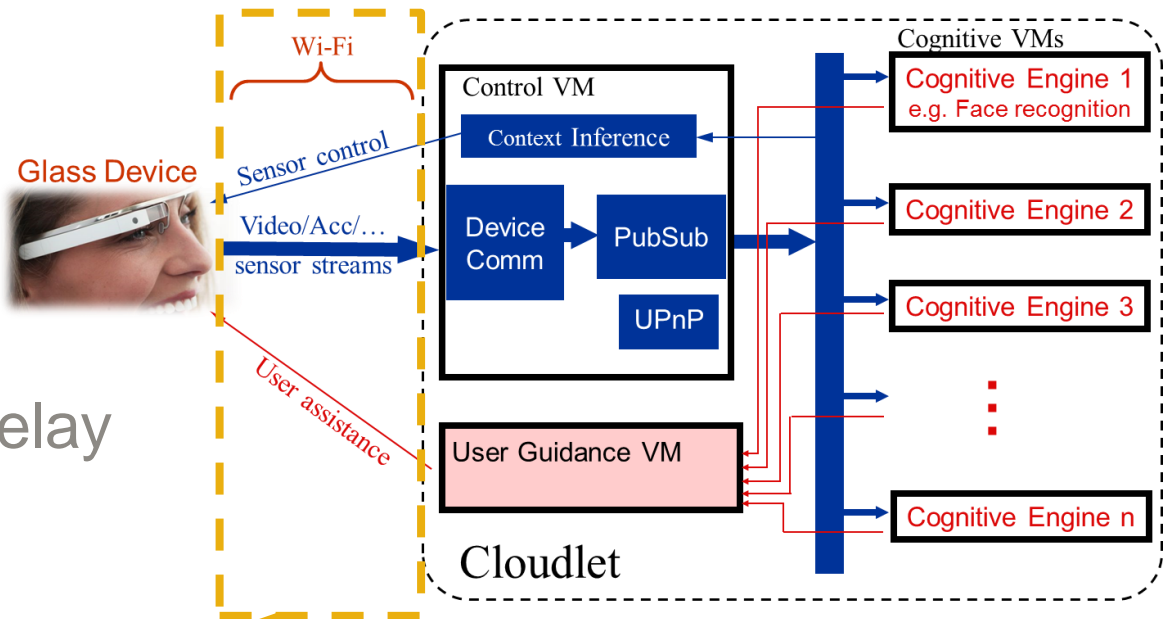 Wi-Fi
Cognitive VMs
Control VM
Cognitive Engine 1
e.g. Face recognition
Context Inference
Sensor control
Glass Device
Video/Acc/…
sensor streams
Device
Comm
PubSub
UPnP
Cognitive Engine 2
Cognitive Engine 3
User assistance
elay
User Guidance VM
Cognitive Engine n
Cloudlet